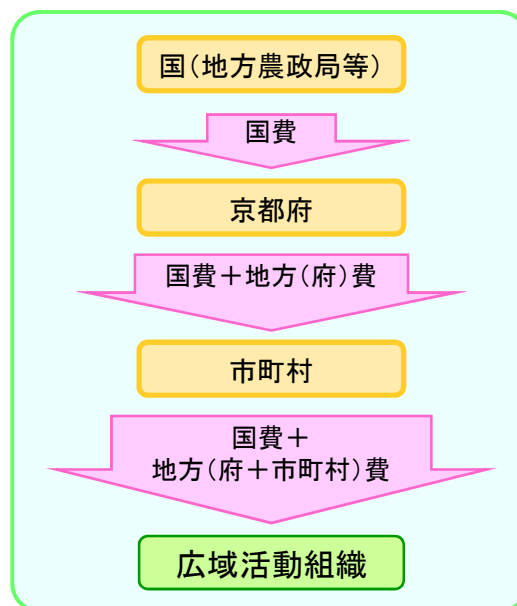 国(地方農政局等)
国費
京都府
国費＋地方(府)費
市町村
国費＋
地方(府＋市町村)費
広域活動組織